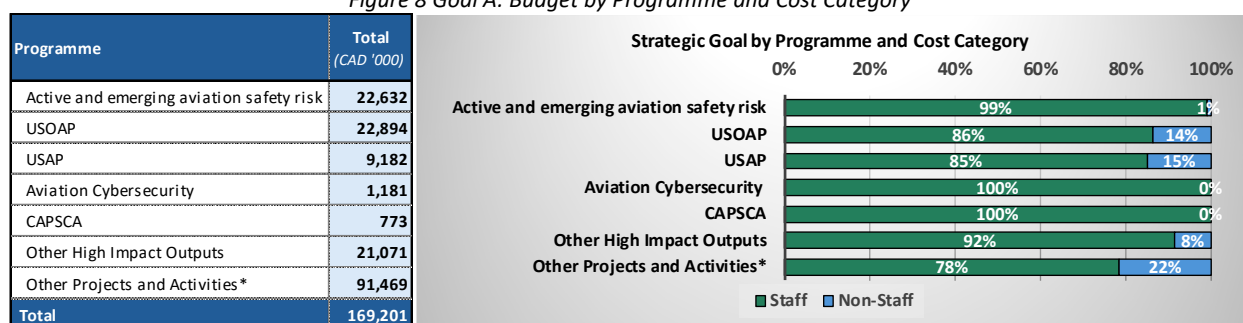 Figure 8 Goal A: Budget by Programme and Cost Category
Programme Total
(CAD '000)
Active and emerging aviation safety risk 22,632
USOAP 22,894
USAP 9,182
Aviation Cybersecurity 1,181
CAPSCA 773
Other High Impact Outputs 21,071
Other Projects and Activities* 91,469
Total 169,201
Strategic Goal by Programme and Cost Category
0% 20% 40% 60% 80% 100%
Active and emerging aviation safety risk 99% 1%
USOAP 86% 14%
USAP 85% 15%
Aviation Cybersecurity 100% 0%
CAPSCA 100% 0%
Other High Impact Outputs 92% 8%
Other Projects and Activities* 78% 22%
Staff Non-Staff